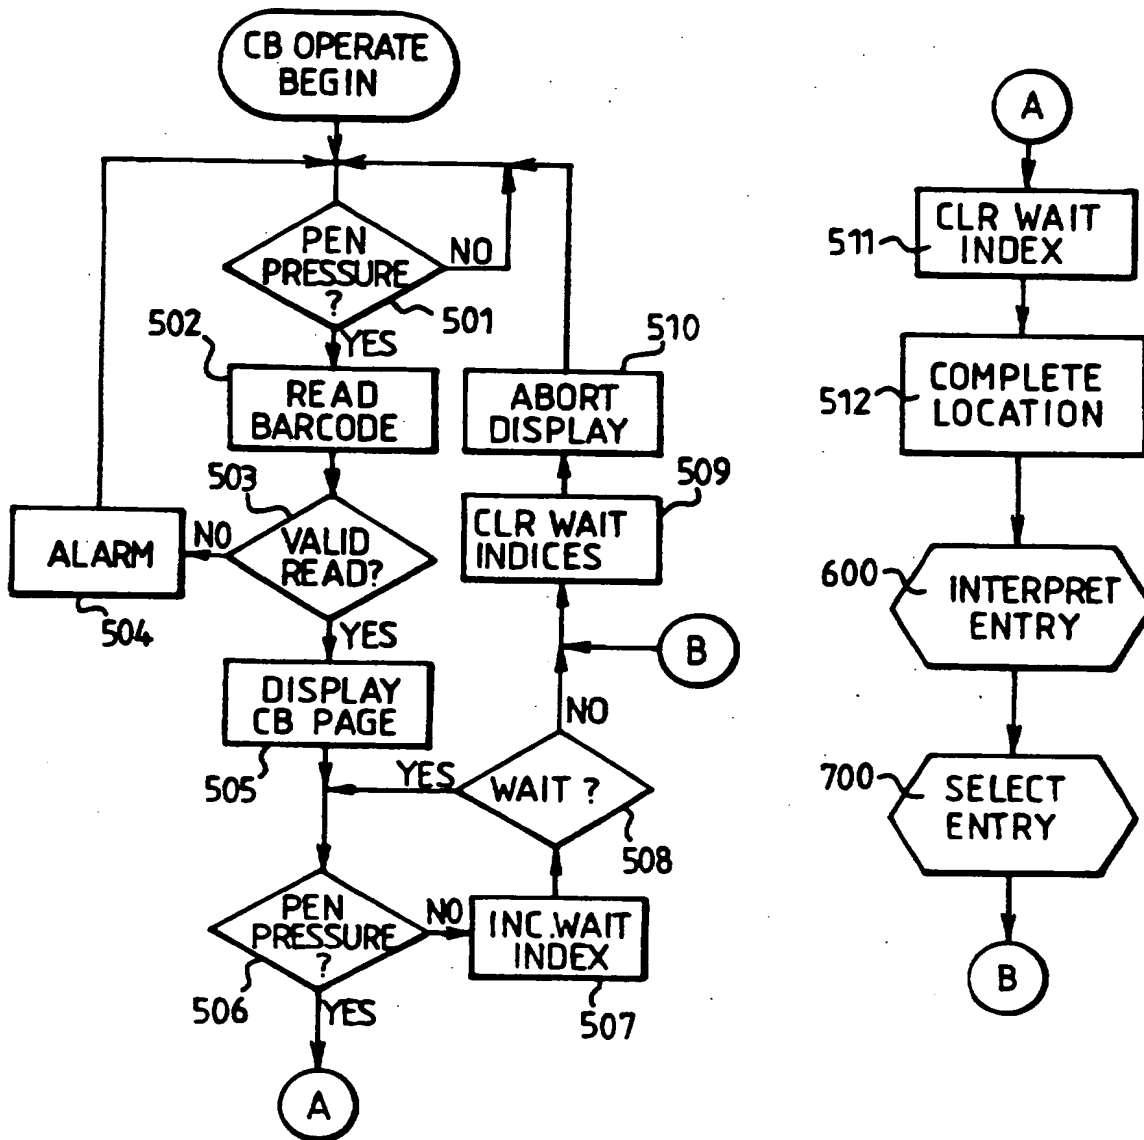 CB OPERATE
BEGIN
PEN
PRESSURE
?
NO
501
YES
502
READ
BARCODE
503
VALID
READ?
NO
ALARM
504
YES
DISPLAY
CB PAGE
505
PEN
PRESSURE
?
506
NO
YES
A
INC.WAIT
INDEX
507
WAIT ?
508
YES
NO
B
CLR WAIT
INDICES
509
ABORT
DISPLAY
510
A
CLR WAIT
INDEX
511
COMPLETE
LOCATION
512
INTERPRET
ENTRY
600
SELECT
ENTRY
700
B